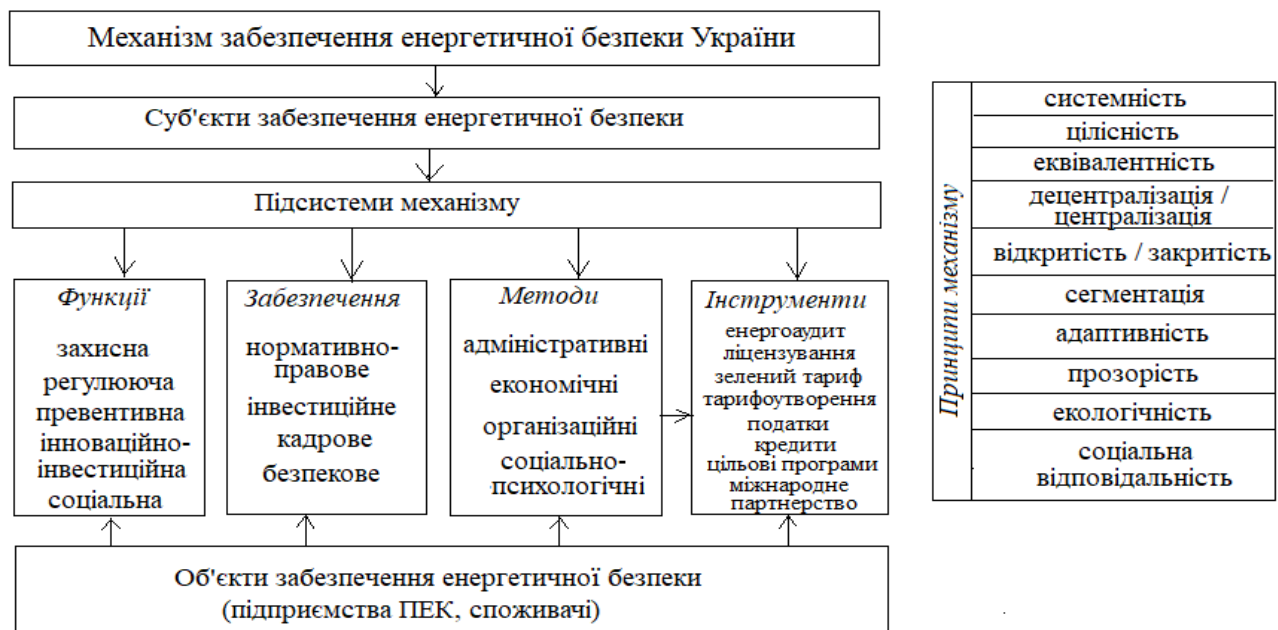 Механізм забезпечення енергетичної безпеки України
Суб'єкти забезпечення енергетичної безпеки
Підсистеми механізму
Функції
захисна
регулююча
превентивна
інноваційно-
інвестиційна
соціальна
Забезпечення
нормативно-
правове
інвестиційне
кадрове
безпекове
Методи
адміністративні
економічні
організаційні
соціально-
психологічні
Інструменти
енергоаудит
ліцензування
зелений тариф
тарифоутворення
податки
кредити
цільові програми
міжнародне
партнерство
Об'єкти забезпечення енергетичної безпеки
(підприємства ПЕК, споживачі)
Принципи механізму
системність
цілісність
еквівалентність
децентралізація /
централізація
відкритість / закритість
сегментація
адаптивність
прозорість
екологічність
соціальна
відповідальність